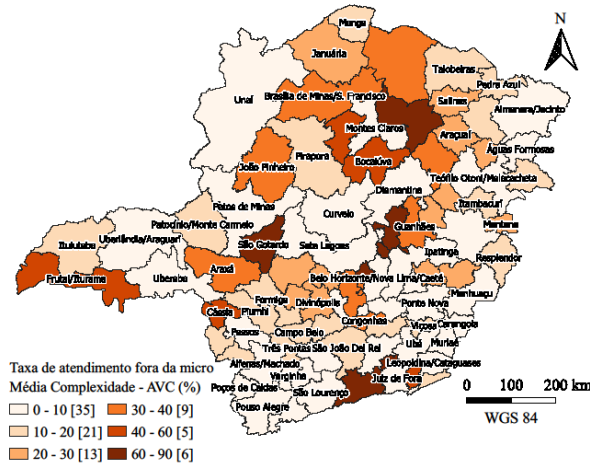 N
Manga
Januária
Taiobeiras
Pedra Azul
Unaí
Brasília de Minas/S. Francisco
Salinas
Almenara/Jacinto
Montes Claros
Araçuaí
Águas Formosas
Pirapora
Bocaiúva
João Pinheiro
Teófilo Otoni/Malacacheta
Diamantina
Patos de Minas
Itambacuri
Curvelo
Guanhães
Mantena
Patrocínio/Monte Carmelo
Uberlândia/Araguari
Ituiutaba
São Gotardo
Sete Lagoas
Ipatinga
Resplendor
Araxá
Frutal/Iturama
Uberaba
Belo Horizonte/Nova Lima/Caeté
Manhuaçu
Formiga
Divinópolis
Ponte Nova
Cássia
Piumhi
Congonhas
Passos
Campo Belo
Viçosa
Carangola
Ubá
Muriaé
Três Pontas
São João Del Rei
Leopoldina/Cataguases
Alfenas/Machado
Juiz de Fora
Varginha
Poços de Caldas
São Lourenço
Pouso Alegre
Taxa de atendimento fora da micro
Média Complexidade - AVC (%)
0 - 10 [35]
30 - 40 [9]
10 - 20 [21]
40 - 60 [5]
20 - 30 [13]
60 - 90 [6]
0 100 200 km
WGS 84